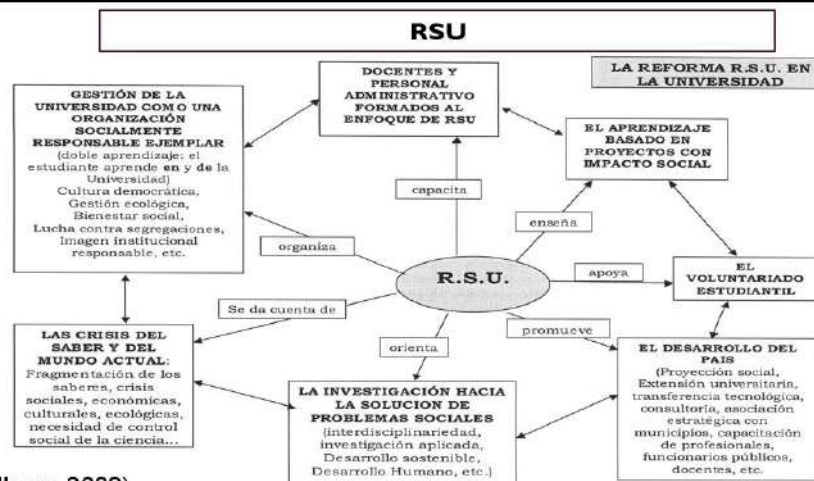 RSU
LA REFORMA R.S.U. EN
LA UNIVERSIDAD
DOCENTES Y
PERSONAL
ADMINISTRATIVO
FORMADOS AL
ENFOQUE DE RSU
GESTIÓN DE LA
UNIVERSIDAD COMO UNA
ORGANIZACIÓN
SOCIALMENTE
RESPONSABLE EJEMPLAR
(doble aprendizaje: el
estudiante aprende en y de la
Universidad)
Cultura democrática,
Gestión ecológica,
Bienestar social,
Lucha contra segregaciones,
Imagen institucional
responsable, etc.
EL APRENDIZAJE
BASADO EN
PROYECTOS CON
IMPACTO SOCIAL
capacita
enseña
organiza
R.S.U.
apoya
EL
VOLUNTARIADO
ESTUDIANTIL
Se da cuenta de
promueve
orienta
LAS CRISIS DEL
SABER Y DEL
MUNDO ACTUAL:
Fragmentación de los
saberes, crisis
sociales, económicas,
culturales, ecológicas,
necesidad de control
social de la ciencia...
LA INVESTIGACIÓN HACIA
LA SOLUCION DE
PROBLEMAS SOCIALES
(interdisciplinariedad,
investigación aplicada,
Desarrollo sostenible,
Desarrollo Humano, etc.)
EL DESARROLLO DEL
PAIS
(Proyección social,
Extensión universitaria,
transferencia tecnológica,
consultoría, asociación
estratégica con
municipios, capacitación
de profesionales,
funcionarios públicos,
docentes, etc.